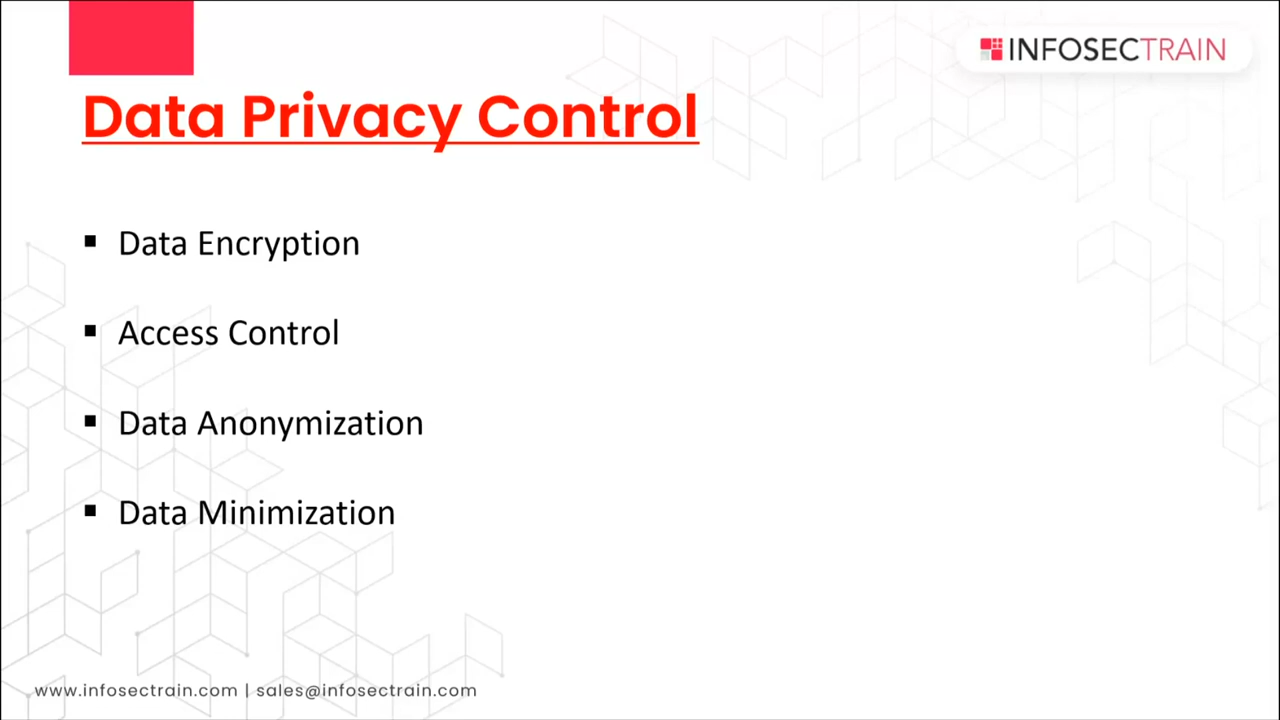 INFOSECTRAIN
Data Privacy Control
▪ Data Encryption
▪ Access Control
▪ Data Anonymization
▪ Data Minimization
www.infosectrain.com | sales@infosectrain.com